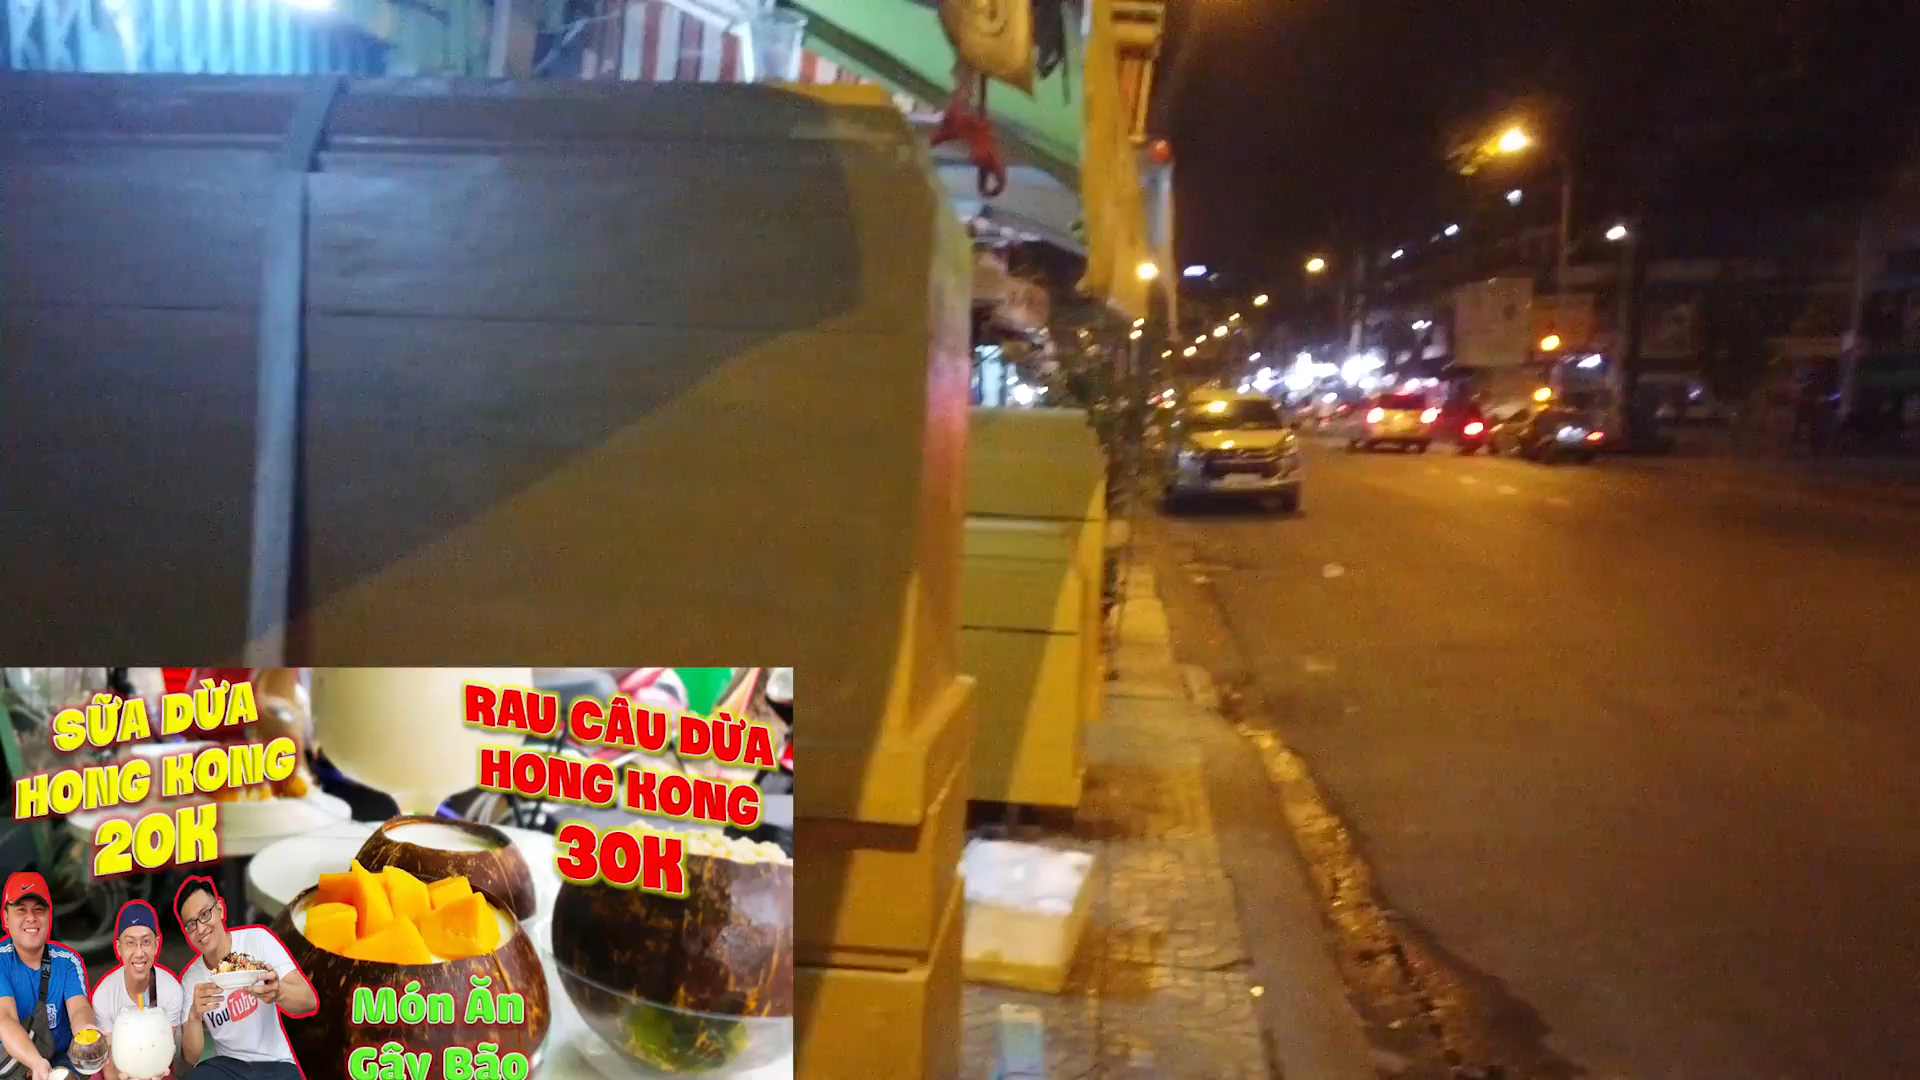 SỮA DỪA
HONG KONG
20K
RAU CÂU DỪA
HONG KONG
30K
YouTube
Món Ăn
Gây Bão